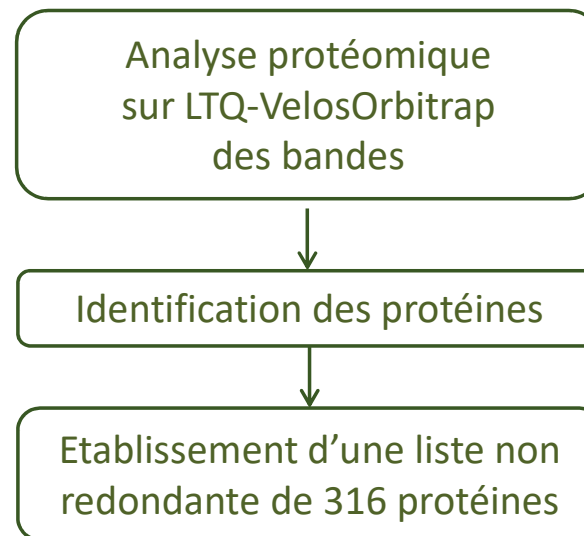 Analyse protéomique
sur LTQ-VelosOrbitrap
des bandes
Identification des protéines
Etablissement d’une liste non
redondante de 316 protéines